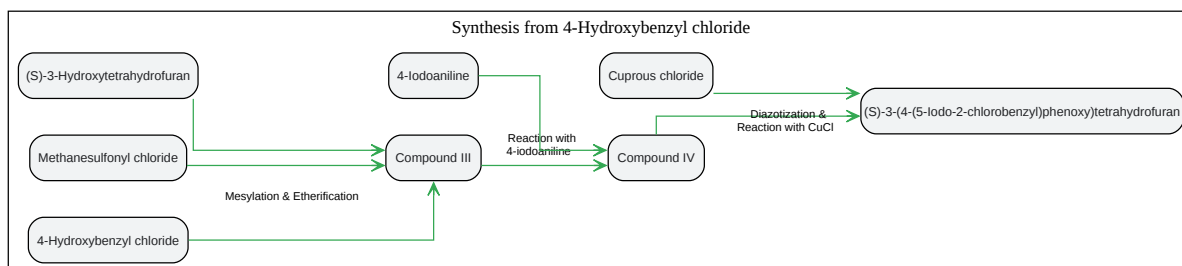 Synthesis from 4-Hydroxybenzyl chloride
(S)-3-Hydroxytetrahydrofuran
4-Iodoaniline
Cuprous chloride
(S)-3-(4-(5-Iodo-2-chlorobenzyl)phenoxy)tetrahydrofuran
Diazotization &
Reaction with CuCl
Reaction with
4-iodoaniline
Methanesulfonyl chloride
Compound III
Compound IV
Mesylation & Etherification
4-Hydroxybenzyl chloride